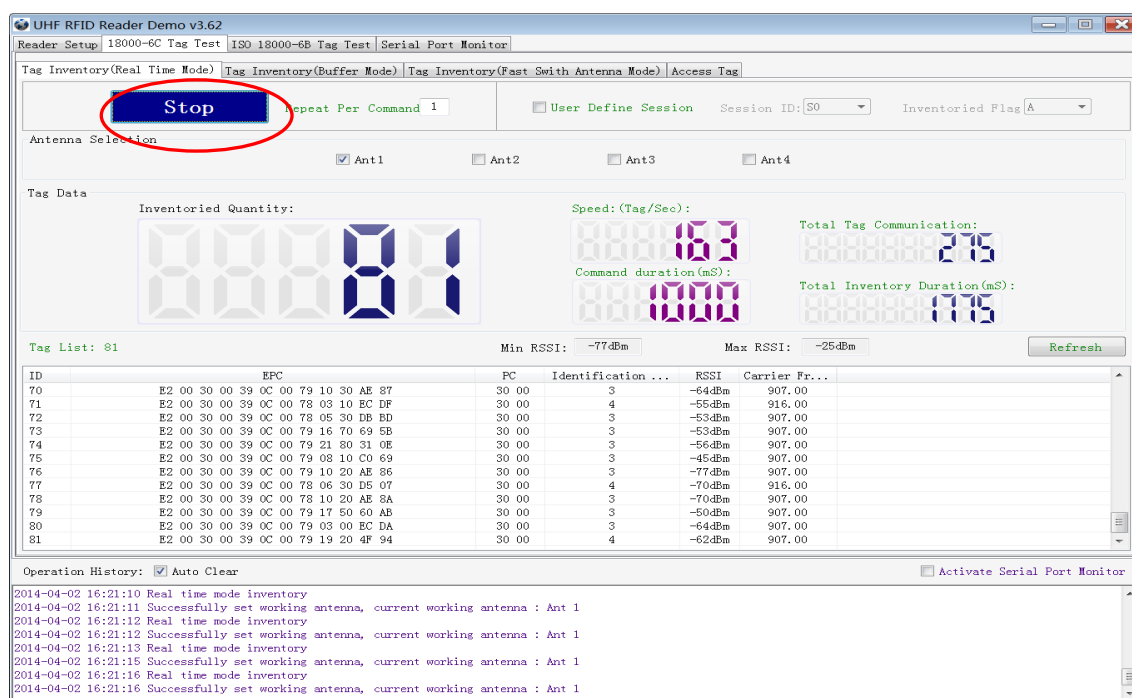 UHF RFID Reader Demo v3.62
Reader Setup 18000-6C Tag Test ISO 18000-6B Tag Test Serial Port Monitor
Tag Inventory(Real Time Mode) Tag Inventory(Buffer Mode) Tag Inventory(Fast Swith Antenna Mode) Access Tag
Stop Repeat Per Command 1 User Define Session Session ID: S0 Inventoried Flag A
Antenna Selection
Ant1 Ant2 Ant3 Ant4
Tag Data
Inventoried Quantity: Speed:(Tag/Sec):
81 163 Total Tag Communication:
275
Command duration(mS):
1000 Total Inventory Duration(mS):
1775
Tag List: 81 Min RSSI: -77dBm Max RSSI: -25dBm Refresh
ID EPC PC Identification ... RSSI Carrier Fr...
70 E2 00 30 00 39 0C 00 79 10 30 AE 87 30 00 3 -64dBm 907.00
71 E2 00 30 00 39 0C 00 78 03 10 EC DF 30 00 4 -55dBm 916.00
72 E2 00 30 00 39 0C 00 78 05 30 DB BD 30 00 3 -53dBm 907.00
73 E2 00 30 00 39 0C 00 79 16 70 69 5B 30 00 3 -53dBm 907.00
74 E2 00 30 00 39 0C 00 79 21 80 31 0E 30 00 3 -56dBm 907.00
75 E2 00 30 00 39 0C 00 79 08 10 C0 69 30 00 3 -45dBm 907.00
76 E2 00 30 00 39 0C 00 79 10 20 AE 86 30 00 3 -77dBm 907.00
77 E2 00 30 00 39 0C 00 78 06 30 D5 07 30 00 4 -70dBm 916.00
78 E2 00 30 00 39 0C 00 78 10 20 AE 8A 30 00 3 -70dBm 907.00
79 E2 00 30 00 39 0C 00 79 17 50 60 AB 30 00 3 -50dBm 907.00
80 E2 00 30 00 39 0C 00 79 03 00 EC DA 30 00 3 -64dBm 907.00
81 E2 00 30 00 39 0C 00 79 19 20 4F 94 30 00 4 -62dBm 907.00
Operation History: Auto Clear Activate Serial Port Monitor
2014-04-02 16:21:10 Real time mode inventory
2014-04-02 16:21:11 Successfully set working antenna, current working antenna : Ant 1
2014-04-02 16:21:12 Real time mode inventory
2014-04-02 16:21:12 Successfully set working antenna, current working antenna : Ant 1
2014-04-02 16:21:13 Real time mode inventory
2014-04-02 16:21:15 Successfully set working antenna, current working antenna : Ant 1
2014-04-02 16:21:16 Real time mode inventory
2014-04-02 16:21:16 Successfully set working antenna, current working antenna : Ant 1